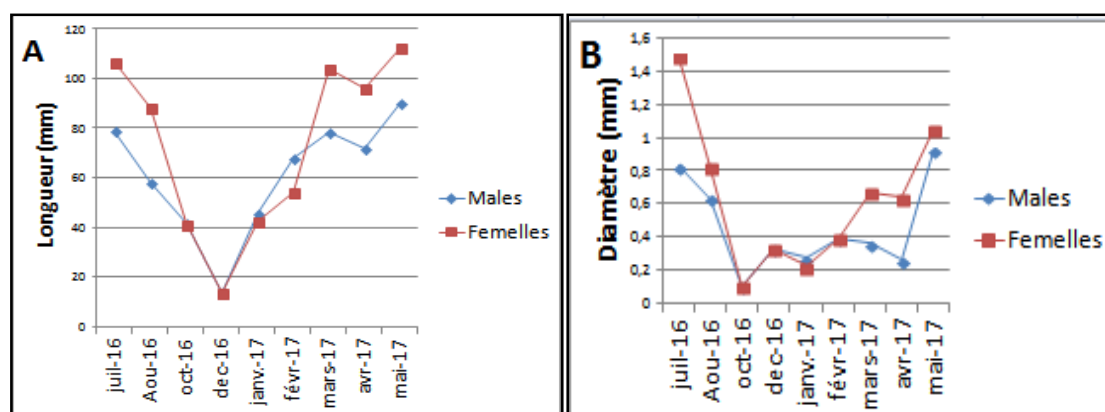 A
Longueur (mm)
120
100
80
60
40
20
0
juil-16
Aou-16
oct-16
dec-16
janv.-17
févr-17
mars-17
avr-17
mai-17
Males
Femelles
B
Diamètre (mm)
1,6
1,4
1,2
1
0,8
0,6
0,4
0,2
0
juil-16
Aou-16
oct-16
dec-16
janv.-17
févr-17
mars-17
avr-17
mai-17
Males
Femelles